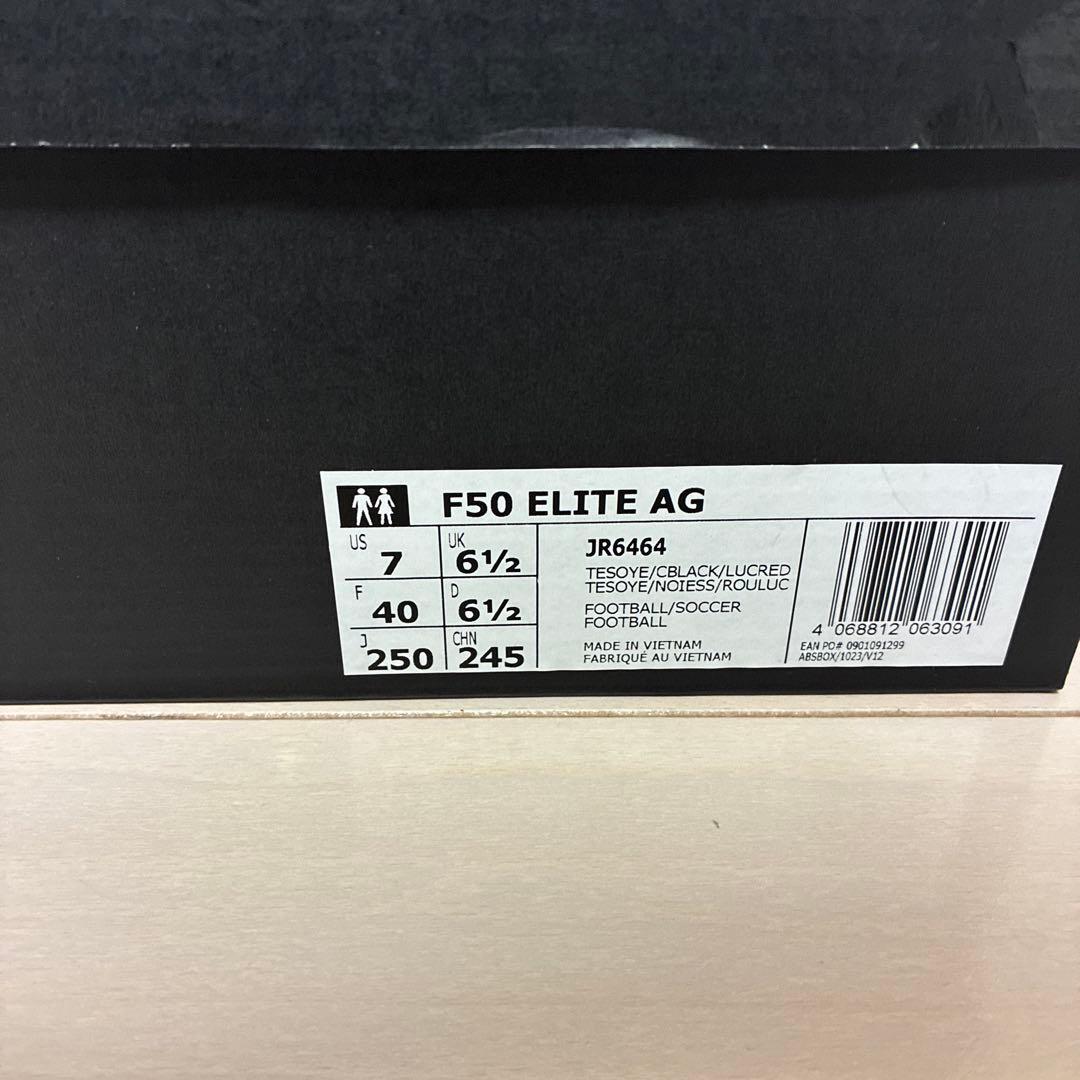 F50 ELITE AG
US 7 UK 6½
F 40 D 6½
J 250 CHN 245
JR6464
TESOYE/CBLACK/LUCRED
TESOYE/NOIESS/ROULUC
FOOTBALL/SOCCER
FOOTBALL
MADE IN VIETNAM
FABRIQUÉ AU VIETNAM
4 068812 063091
EAN PO# 0901091299
ABSBOX/1023/V12